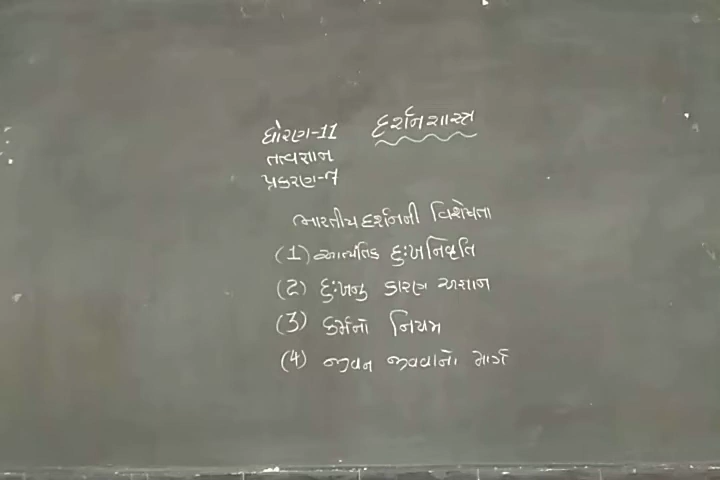 ધોરણ-11 દર્શનશાસ્ત્ર
તત્વજ્ઞાન
પ્રકરણ-૧
ભારતીય દર્શનની વિશેષતા
(1) આત્યંતિક દુઃખનિવૃતિ
(2) દુઃખનુ કારણ અજ્ઞાન
(3) કર્મનો નિયમ
(4) જીવન જીવવાનો માર્ગ